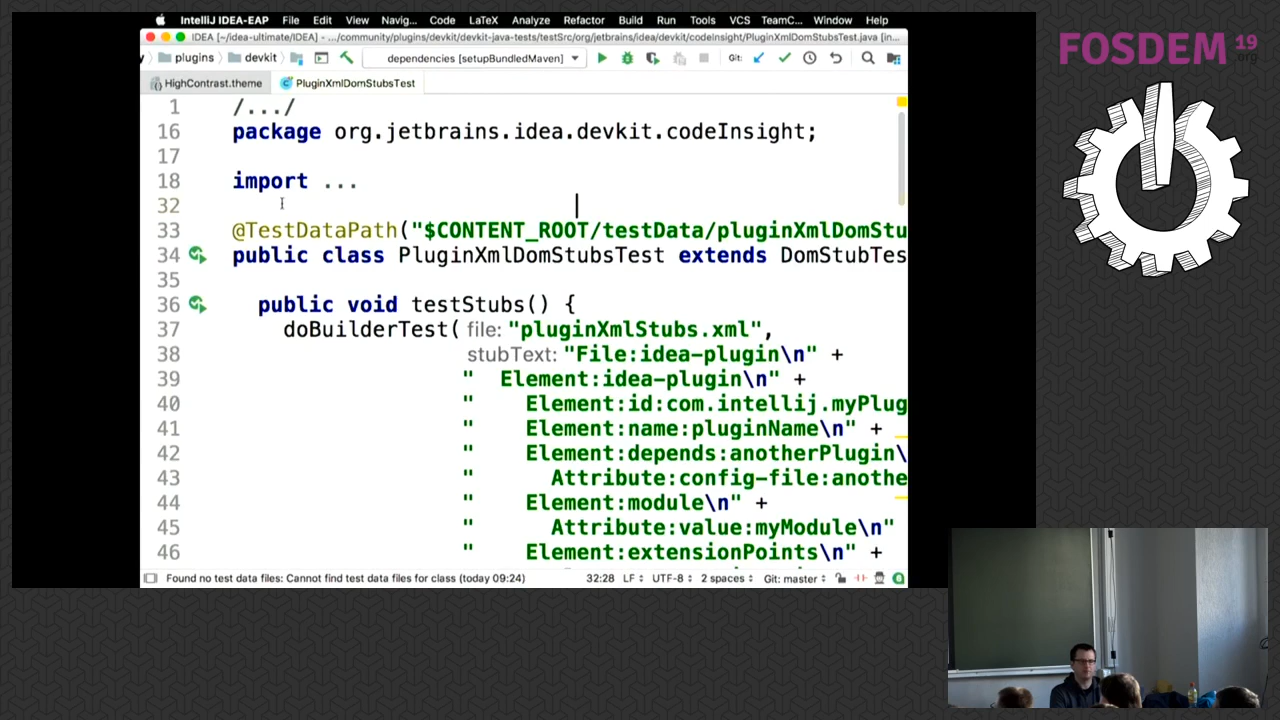 IntelliJ IDEA-EAP File Edit View Navig... Code LaTeX Analyze Refactor Build Run Tools VCS TeamC... Window Help
IDEA [~/idea-ultimate/IDEA] - .../community/plugins/devkit/devkit-java-tests/testSrc/org/jetbrains/idea/devkit/codeInsight/PluginXmlDomStubsTest.java [in...
plugins devkit dependencies [setupBundledMaven] Git:
HighContrast.theme PluginXmlDomStubsTest
1 /.../
16 package org.jetbrains.idea.devkit.codeInsight;
17
18 import ...
32
33 @TestDataPath("$CONTENT_ROOT/testData/pluginXmlDomStu
34 public class PluginXmlDomStubsTest extends DomStubTes
35
36 public void testStubs() {
37 doBuilderTest( file: "pluginXmlStubs.xml",
38 stubText: "File:idea-plugin\n" +
39 " Element:idea-plugin\n" +
40 " Element:id:com.intellij.myPlug
41 " Element:name:pluginName\n" +
42 " Element:depends:anotherPlugin\
43 " Attribute:config-file:anothe
44 " Element:module\n" +
45 " Attribute:value:myModule\n"
46 " Element:extensionPoints\n" +
Found no test data files: Cannot find test data files for class (today 09:24) 32:28 LF UTF-8 2 spaces Git: master
FOSDEM 19
.org